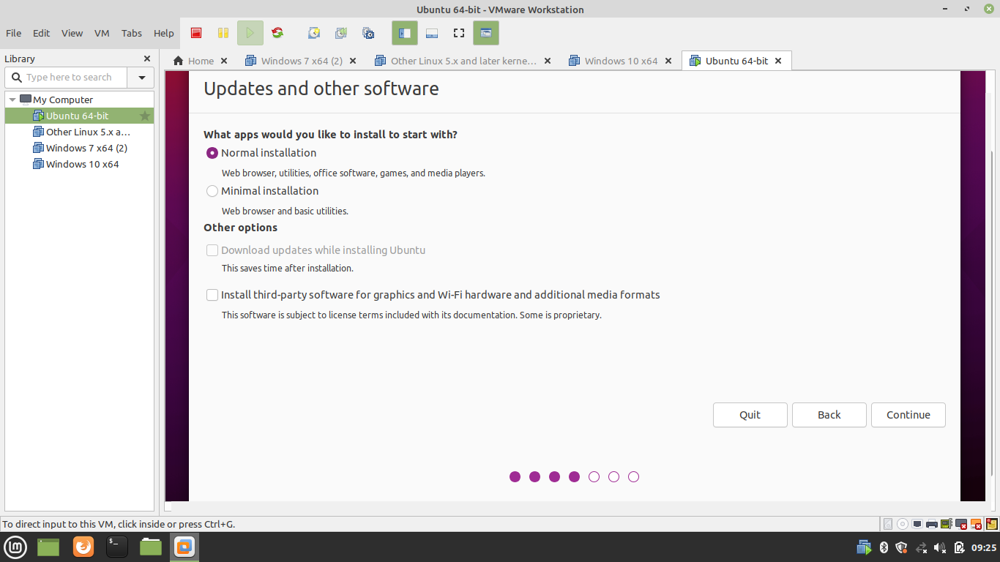 Ubuntu 64-bit - VMware Workstation
File Edit View VM Tabs Help
Library
Home
Windows 7 x64 (2)
Other Linux 5.x and later kerne...
Windows 10 x64
Ubuntu 64-bit
Type here to search
My Computer
Ubuntu 64-bit
Other Linux 5.x a...
Windows 7 x64 (2)
Windows 10 x64
Updates and other software
What apps would you like to install to start with?
Normal installation
Web browser, utilities, office software, games, and media players.
Minimal installation
Web browser and basic utilities.
Other options
Download updates while installing Ubuntu
This saves time after installation.
Install third-party software for graphics and Wi-Fi hardware and additional media formats
This software is subject to license terms included with its documentation. Some is proprietary.
Quit Back Continue
To direct input to this VM, click inside or press Ctrl+G.
$ _
09:25